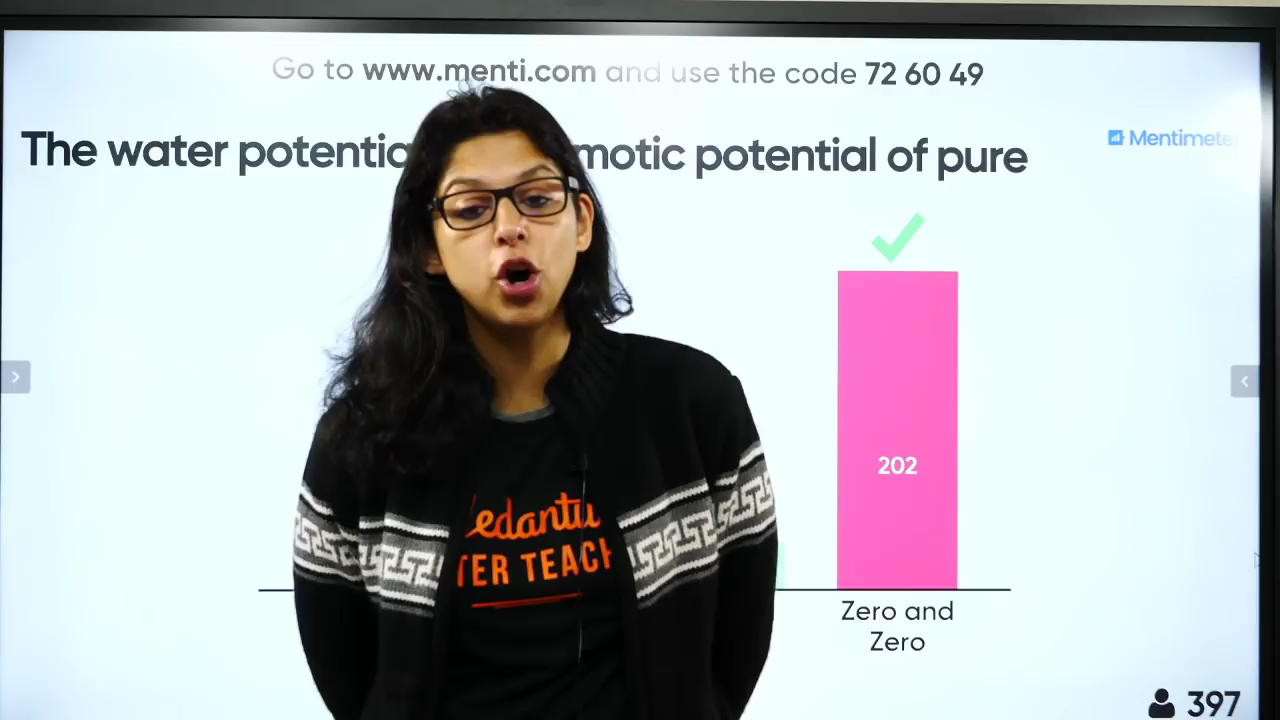 Go to www.menti.com and use the code 72 60 49
The water potential motic potential of pure
Mentimeter
202
edantu
TER TEACH
Zero and
Zero
397